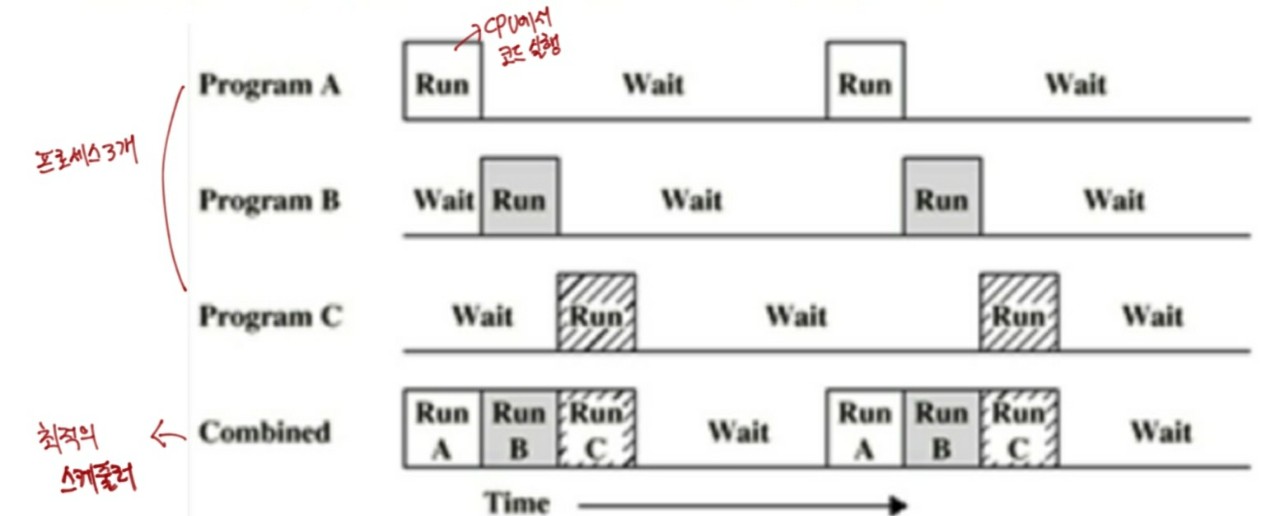 CPU에서
코드 실행
Program A Run Wait Run Wait
프로세스 3개
Program B Wait Run Wait Run Wait
Program C Wait Run Wait Run Wait
최적의
스케줄러
Combined Run A Run B Run C Wait Run A Run B Run C Wait
Time